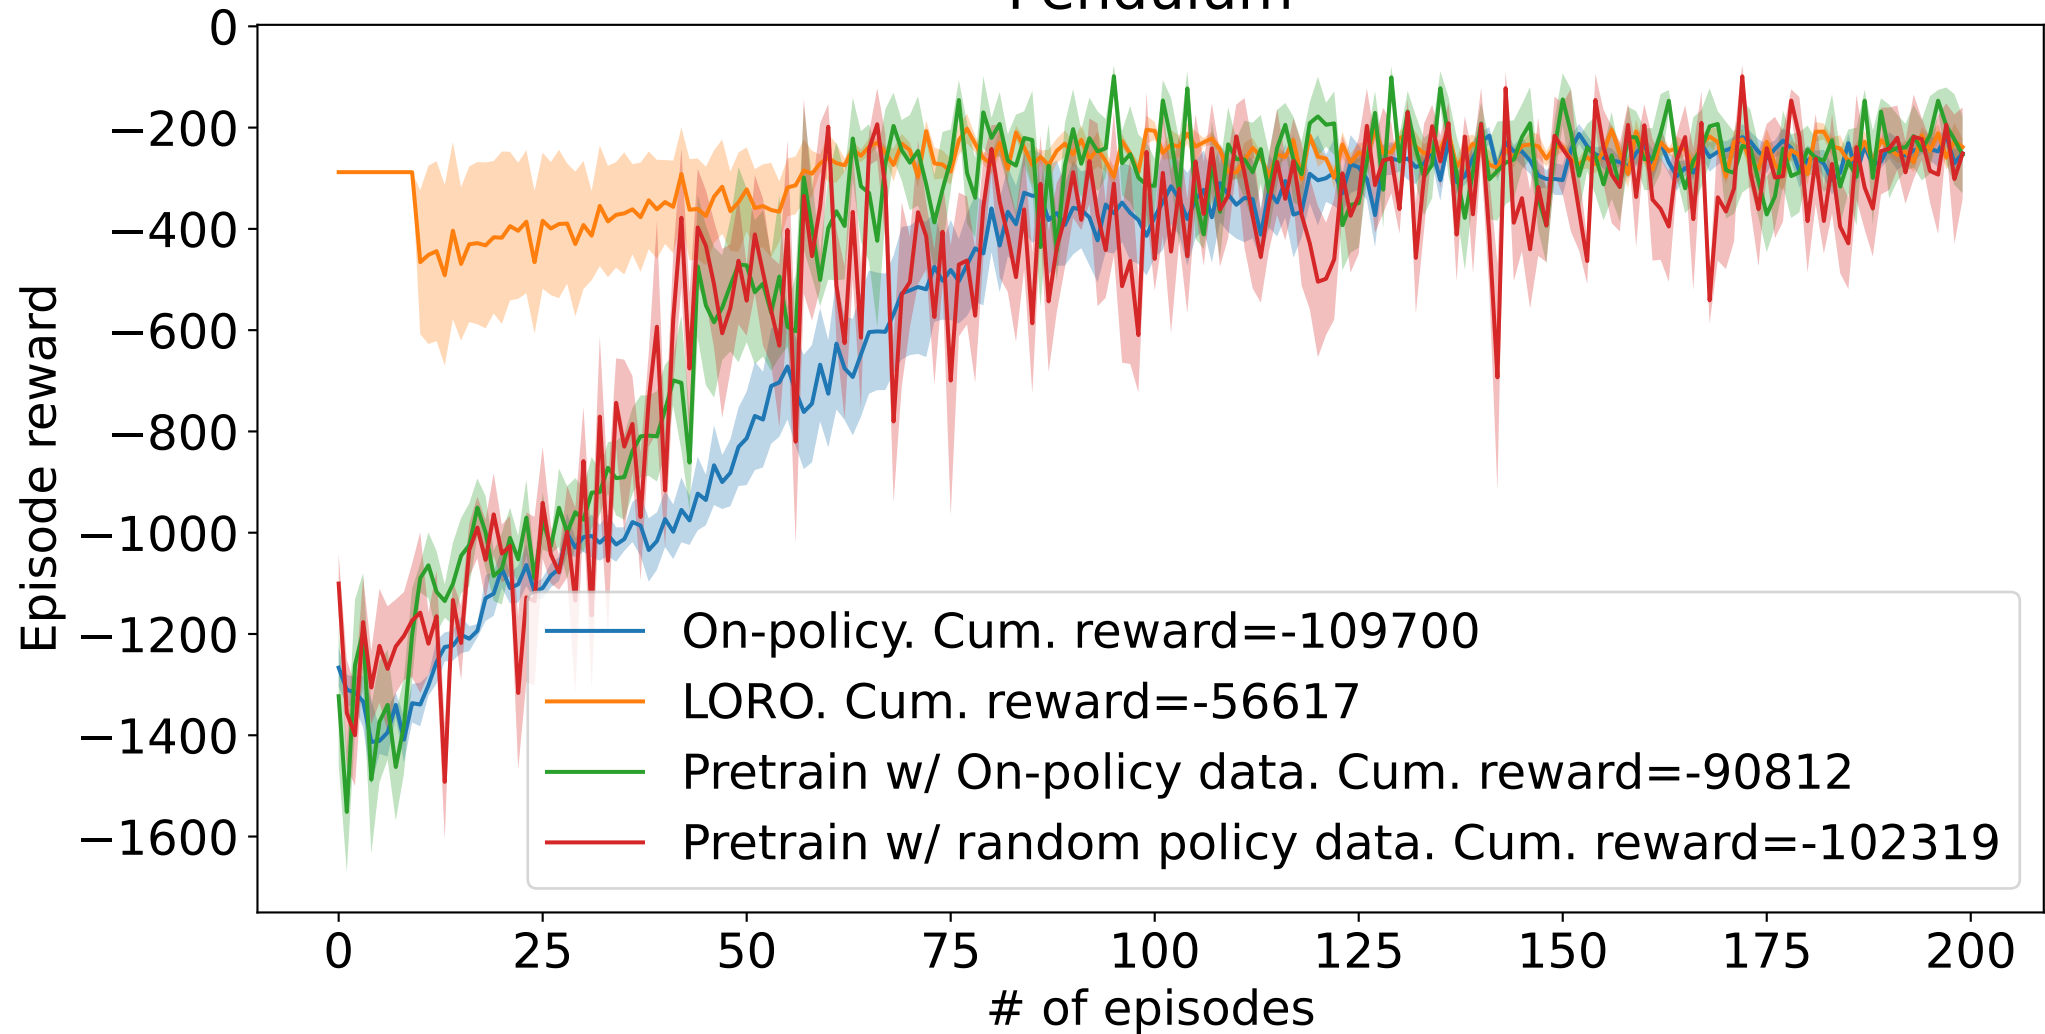 Pendulum
0
−200
−400
−600
−800
−1000
−1200
−1400
−1600
Episode reward
On-policy. Cum. reward=-109700
LORO. Cum. reward=-56617
Pretrain w/ On-policy data. Cum. reward=-90812
Pretrain w/ random policy data. Cum. reward=-102319
0 25 50 75 100 125 150 175 200
# of episodes